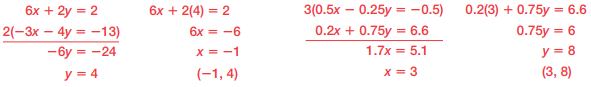 6x + 2y = 2
2(−3x − 4y = −13)
−6y = −24
y = 4
6x + 2(4) = 2
6x = −6
x = −1
(−1, 4)
3(0.5x − 0.25y = −0.5)
0.2x + 0.75y = 6.6
1.7x = 5.1
x = 3
0.2(3) + 0.75y = 6.6
0.75y = 6
y = 8
(3, 8)